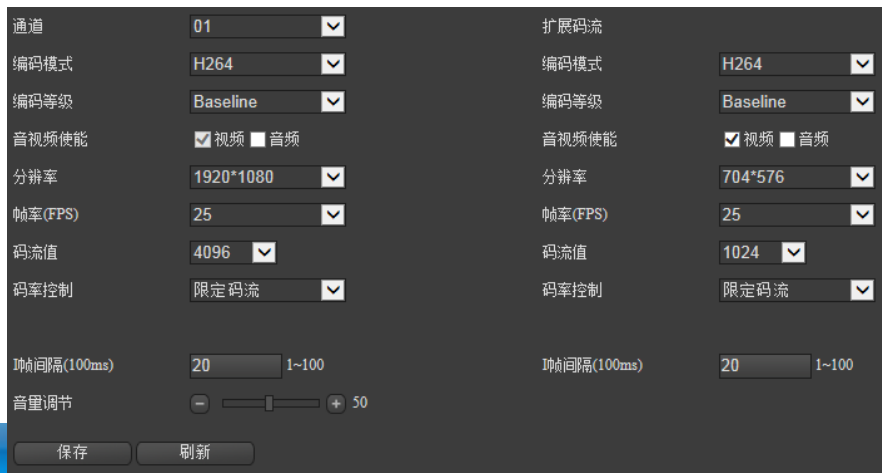 通道 01 扩展码流
编码模式 H264 编码模式 H264
编码等级 Baseline 编码等级 Baseline
音视频使能 视频 音频 音视频使能 视频 音频
分辨率 1920*1080 分辨率 704*576
帧率(FPS) 25 帧率(FPS) 25
码流值 4096 码流值 1024
码率控制 限定码流 码率控制 限定码流
I帧间隔(100ms) 20 1~100 I帧间隔(100ms) 20 1~100
音里调节 - + 50
保存 刷新